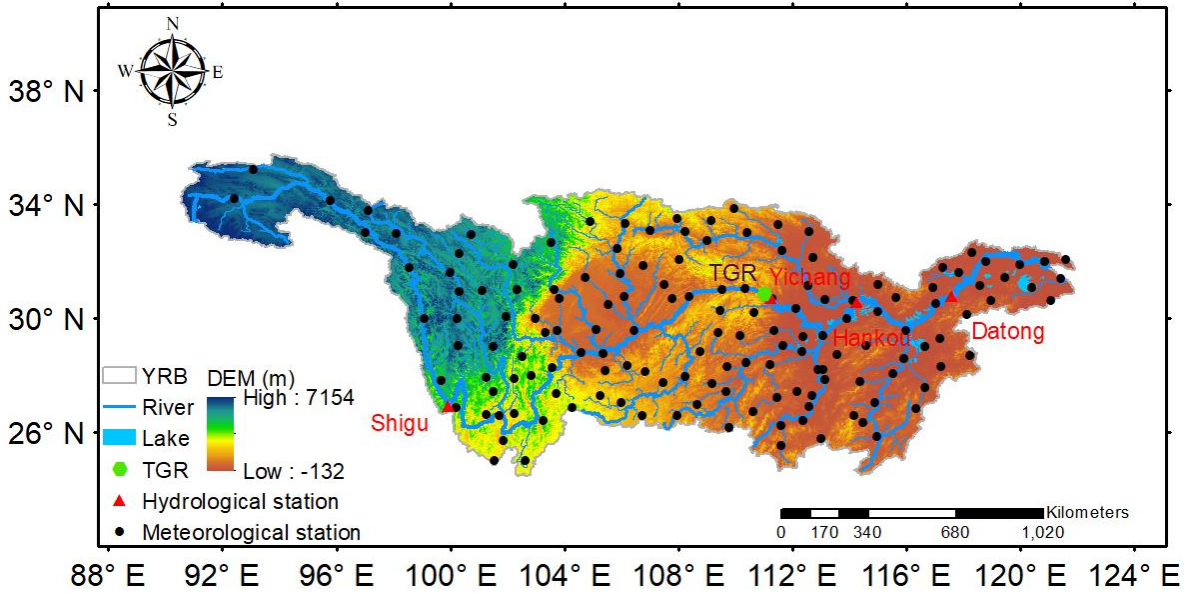 N
W E
S
38° N
34° N
30° N
26° N
TGR Yichang
Hankou
Datong
Shigu
YRB
River
Lake
TGR
Hydrological station
Meteorological station
DEM (m)
High : 7154
Low : -132
Kilometers
0 170 340 680 1,020
88° E 92° E 96° E 100° E 104° E 108° E 112° E 116° E 120° E 124° E